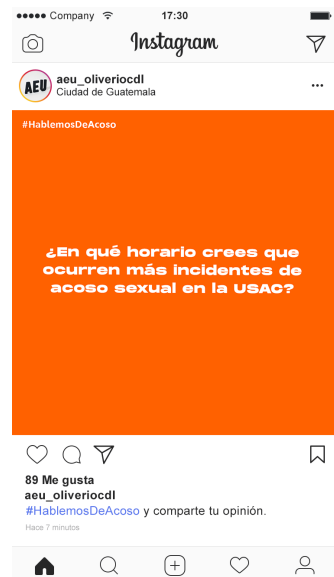 Company 17:30
Instagram
AEU
aeu_oliveriocdl
Ciudad de Guatemala
#HablemosDeAcoso
¿En qué horario crees que
ocurren más incidentes de
acoso sexual en la USAC?
89 Me gusta
aeu_oliveriocdl
#HablemosDeAcoso y comparte tu opinión.
Hace 7 minutos